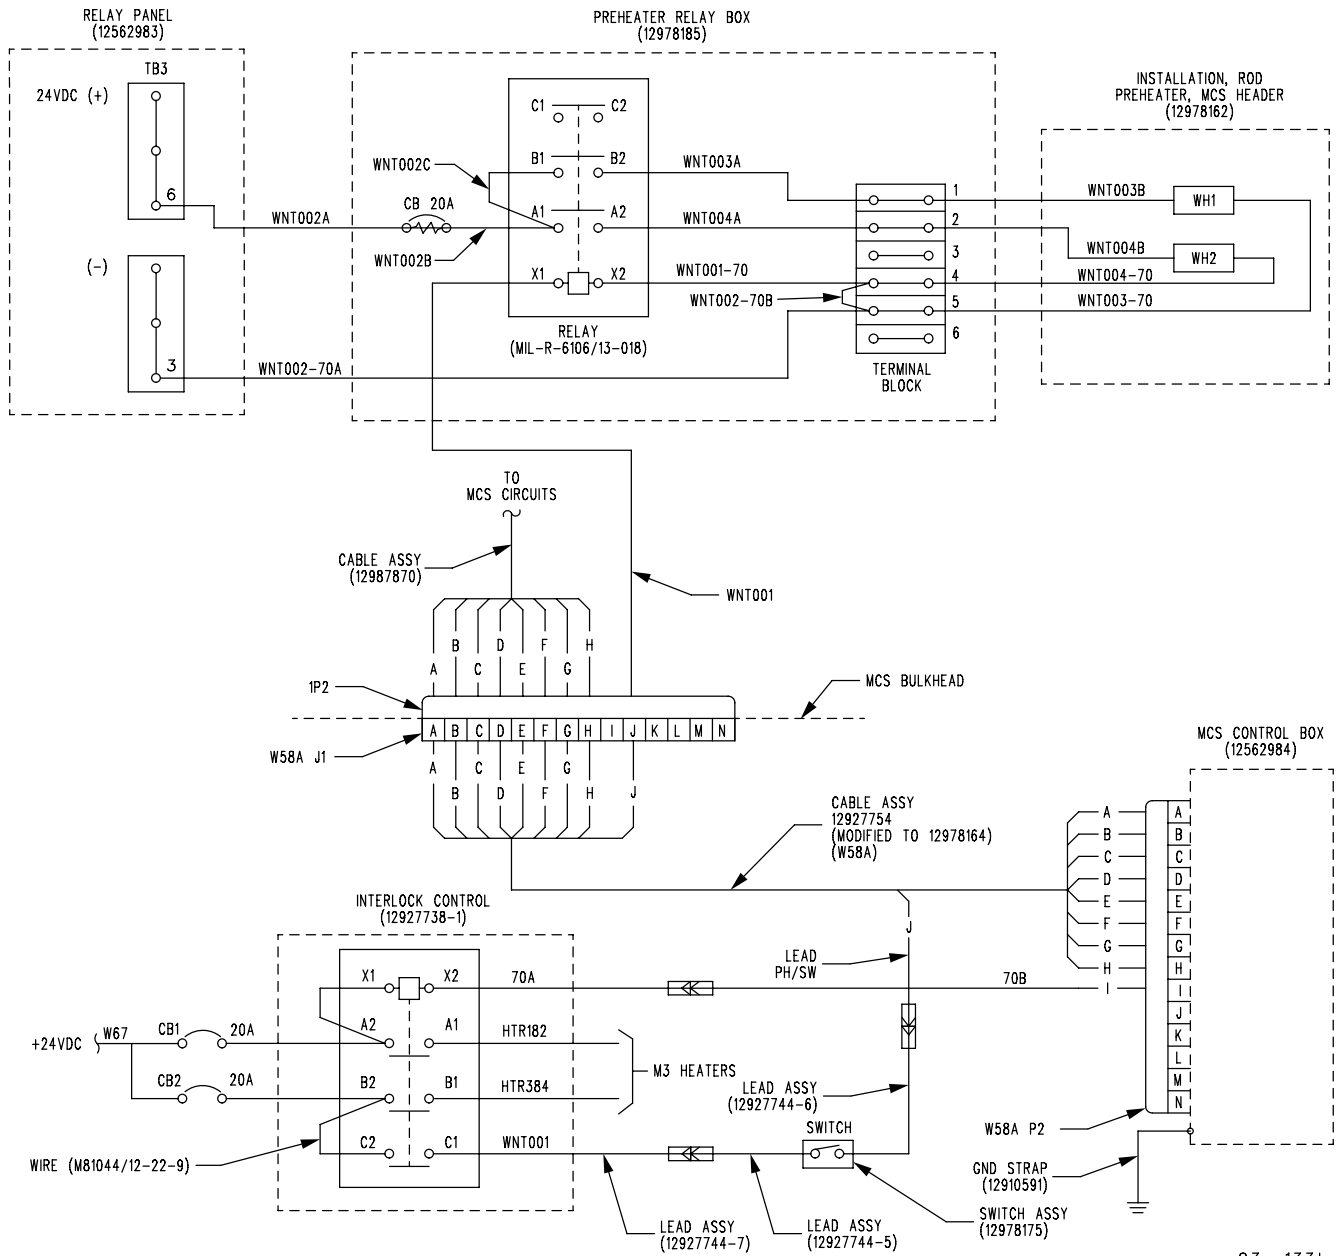 RELAY PANEL
(12562983)
PREHEATER RELAY BOX
(12978185)
TB3
24VDC (+)
6
(-)
3
INSTALLATION, ROD
PREHEATER, MCS HEADER
(12978162)
C1
C2
B1
B2
A1
A2
X1
X2
WNT002C
CB 20A
WNT002A
WNT002B
WNT003A
WNT004A
WNT001-70
WNT002-70B
RELAY
(MIL-R-6106/13-018)
WNT002-70A
1
2
3
4
5
6
TERMINAL
BLOCK
WNT003B
WH1
WNT004B
WH2
WNT004-70
WNT003-70
TO
MCS CIRCUITS
CABLE ASSY
(12987870)
WNT001
B D F H
A C E G
1P2
MCS BULKHEAD
A B C D E F G H I J K L M N
W58A J1
A C E G
B D F H J
MCS CONTROL BOX
(12562984)
CABLE ASSY
12927754
(MODIFIED TO 12978164)
(W58A)
A A
B B
C C
D D
E E
F F
G G
H H
I I
J
K
L
M
N
INTERLOCK CONTROL
(12927738-1)
J
LEAD
PH/SW
X1
X2
70A
70B
A2
A1
HTR182
+24VDC
W67
CB1
20A
CB2
20A
B2
B1
HTR384
M3 HEATERS
LEAD ASSY
(12927744-6)
C2
C1
WNT001
SWITCH
W58A P2
WIRE (M81044/12-22-9)
GND STRAP
(12910591)
SWITCH ASSY
(12978175)
LEAD ASSY
(12927744-7)
LEAD ASSY
(12927744-5)